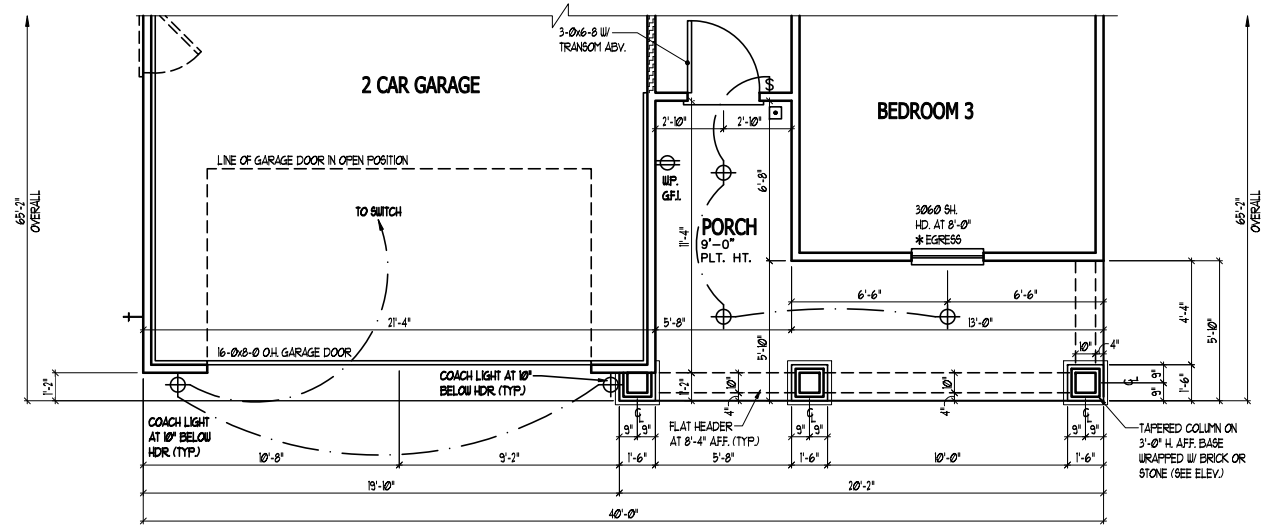 3-0x6-8 W/
TRANSOM ABV.
2 CAR GARAGE
BEDROOM 3
S
2'-10"
2'-10"
LINE OF GARAGE DOOR IN OPEN POSITION
W.P.
G.F.I.
6'-8"
65'-2"
OVERALL
TO SWITCH
3060 SH.
HD. AT 8'-0"
* EGRESS
65'-2"
OVERALL
11'-4"
PORCH
9'-0"
PLT. HT.
6'-6"
6'-6"
21'-4"
5'-8"
13'-0"
4'-4"
5'-10"
5'-10"
16-0x8-0 O.H. GARAGE DOOR
10"
4"
COACH LIGHT AT 10"
BELOW HDR. (TYP.)
1'-2"
1'-2"
10"
10"
4"
4"
9"
9"
1'-6"
CL
COACH LIGHT
AT 10" BELOW
HDR. (TYP.)
CL
CL
CL
9"
9"
9"
9"
9"
9"
FLAT HEADER
AT 8'-4" AFF. (TYP.)
TAPERED COLUMN ON
3'-0" H. AFF. BASE
WRAPPED W/ BRICK OR
STONE (SEE ELEV.)
10'-8"
9'-2"
1'-6"
5'-8"
1'-6"
10'-0"
1'-6"
19'-10"
20'-2"
40'-0"